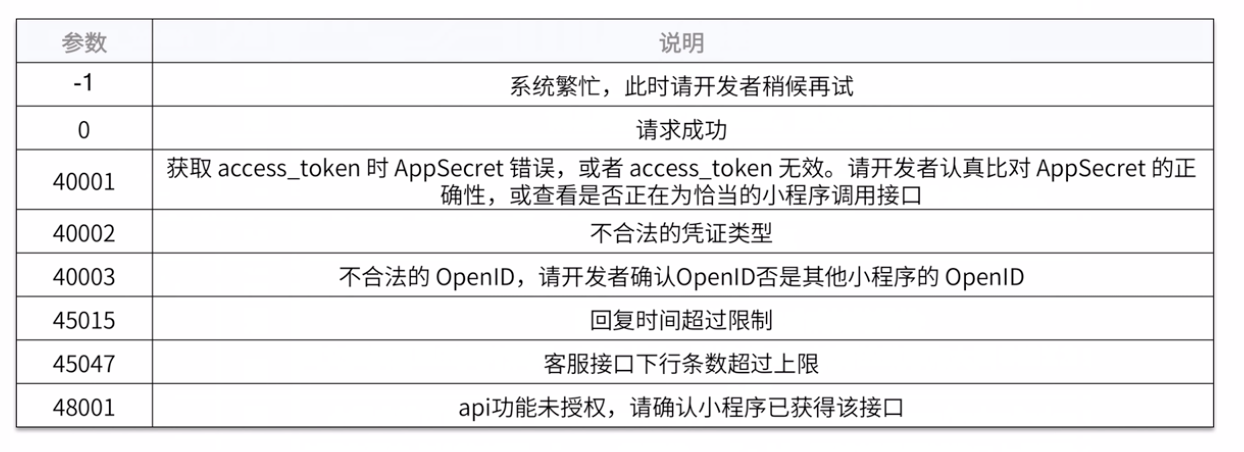 参数 说明
-1 系统繁忙，此时请开发者稍候再试
0 请求成功
40001 获取 access_token 时 AppSecret 错误，或者 access_token 无效。请开发者认真比对 AppSecret 的正
确性，或查看是否正在为恰当的小程序调用接口
40002 不合法的凭证类型
40003 不合法的 OpenID，请开发者确认OpenID否是其他小程序的 OpenID
45015 回复时间超过限制
45047 客服接口下行条数超过上限
48001 api功能未授权，请确认小程序已获得该接口